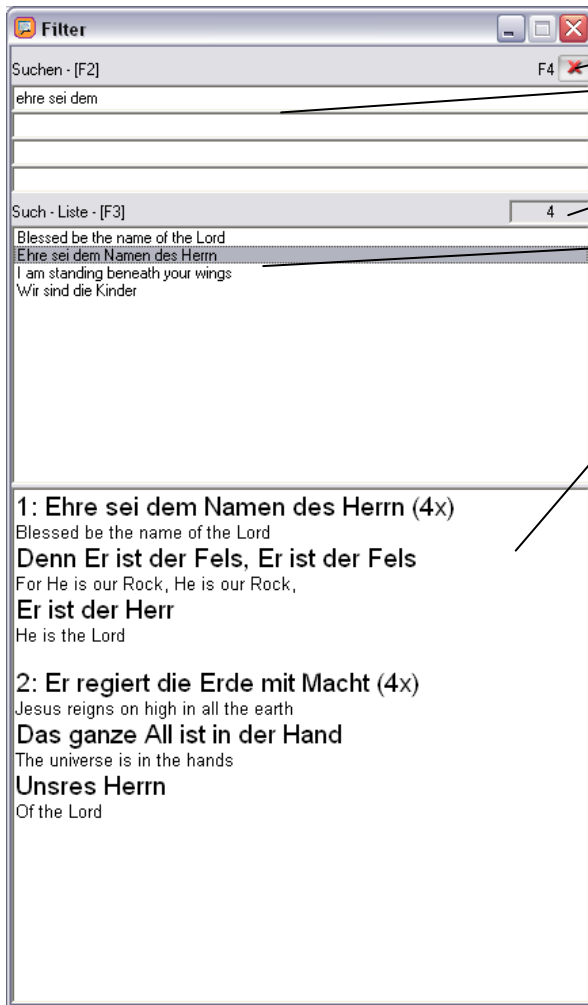 Filter
Suchen - [F2] F4
ehre sei dem
Such - Liste - [F3] 4
Blessed be the name of the Lord
Ehre sei dem Namen des Herrn
I am standing beneath your wings
Wir sind die Kinder
1: Ehre sei dem Namen des Herrn (4x)
Blessed be the name of the Lord
Denn Er ist der Fels, Er ist der Fels
For He is our Rock, He is our Rock,
Er ist der Herr
He is the Lord
2: Er regiert die Erde mit Macht (4x)
Jesus reigns on high in all the earth
Das ganze All ist in der Hand
The universe is in the hands
Unsres Herrn
Of the Lord